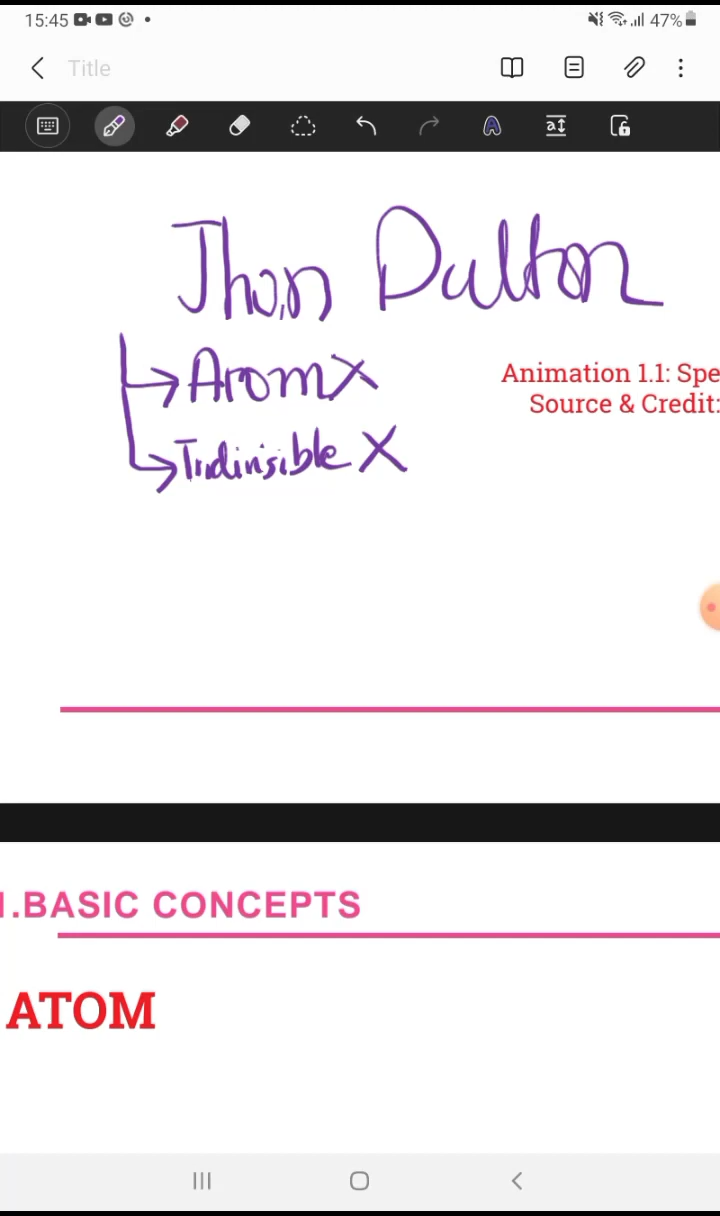 15:45 47%
Title
Jhon Dalton
→ Atom X
Animation 1.1: Spe
Source & Credit:
→ Indivisible X
1.BASIC CONCEPTS
ATOM